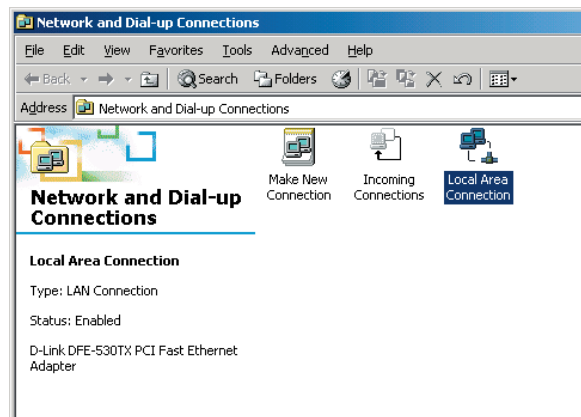 Network and Dial-up Connections
File Edit View Favorites Tools Advanced Help
Back Search Folders
Address Network and Dial-up Connections
Make New Connection
Incoming Connections
Local Area Connection
Network and Dial-up
Connections
Local Area Connection
Type: LAN Connection
Status: Enabled
D-Link DFE-530TX PCI Fast Ethernet
Adapter